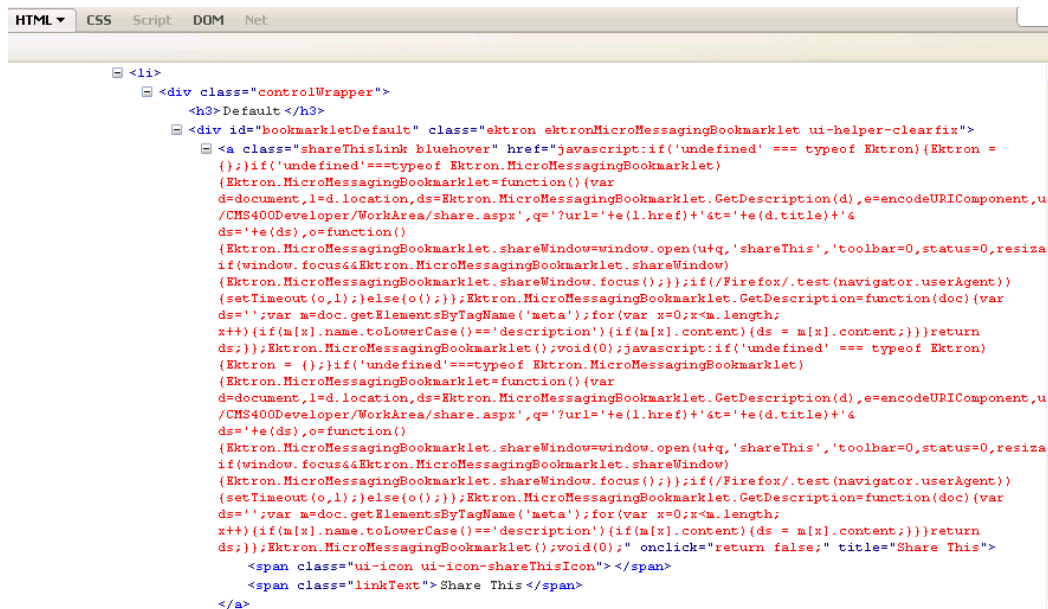 HTML CSS Script DOM Net
<li>
<div class="controlWrapper">
<h3>Default</h3>
<div id="bookmarkletDefault" class="ektron ektronMicroMessagingBookmarklet ui-helper-clearfix">
<a class="shareThisLink bluehover" href="javascript:if('undefined' === typeof Ektron){Ektron =
{};}if('undefined'===typeof Ektron.MicroMessagingBookmarklet)
{Ektron.MicroMessagingBookmarklet=function(){var
d=document,l=d.location,ds=Ektron.MicroMessagingBookmarklet.GetDescription(d),e=encodeURIComponent,u
/CMS400Developer/WorkArea/share.aspx',q='?url='+e(l.href)+'&t='+e(d.title)+'&
ds='+e(ds),o=function()
{Ektron.MicroMessagingBookmarklet.shareWindow=window.open(u+q,'shareThis','toolbar=0,status=0,resiza
if(window.focus&&Ektron.MicroMessagingBookmarklet.shareWindow)
{Ektron.MicroMessagingBookmarklet.shareWindow.focus();}};if(/Firefox/.test(navigator.userAgent))
{setTimeout(o,1);}else{o();}};Ektron.MicroMessagingBookmarklet.GetDescription=function(doc){var
ds='';var m=doc.getElementsByTagName('meta');for(var x=0;x<m.length;
x++){if(m[x].name.toLowerCase()=='description'){if(m[x].content){ds = m[x].content;}}}return
ds;}};Ektron.MicroMessagingBookmarklet();void(0);javascript:if('undefined' === typeof Ektron)
{Ektron = {};}if('undefined'===typeof Ektron.MicroMessagingBookmarklet)
{Ektron.MicroMessagingBookmarklet=function(){var
d=document,l=d.location,ds=Ektron.MicroMessagingBookmarklet.GetDescription(d),e=encodeURIComponent,u
/CMS400Developer/WorkArea/share.aspx',q='?url='+e(l.href)+'&t='+e(d.title)+'&
ds='+e(ds),o=function()
{Ektron.MicroMessagingBookmarklet.shareWindow=window.open(u+q,'shareThis','toolbar=0,status=0,resiza
if(window.focus&&Ektron.MicroMessagingBookmarklet.shareWindow)
{Ektron.MicroMessagingBookmarklet.shareWindow.focus();}};if(/Firefox/.test(navigator.userAgent))
{setTimeout(o,1);}else{o();}};Ektron.MicroMessagingBookmarklet.GetDescription=function(doc){var
ds='';var m=doc.getElementsByTagName('meta');for(var x=0;x<m.length;
x++){if(m[x].name.toLowerCase()=='description'){if(m[x].content){ds = m[x].content;}}}return
ds;}};Ektron.MicroMessagingBookmarklet();void(0);" onclick="return false;" title="Share This">
<span class="ui-icon ui-icon-shareThisIcon"></span>
<span class="linkText">Share This</span>
</a>